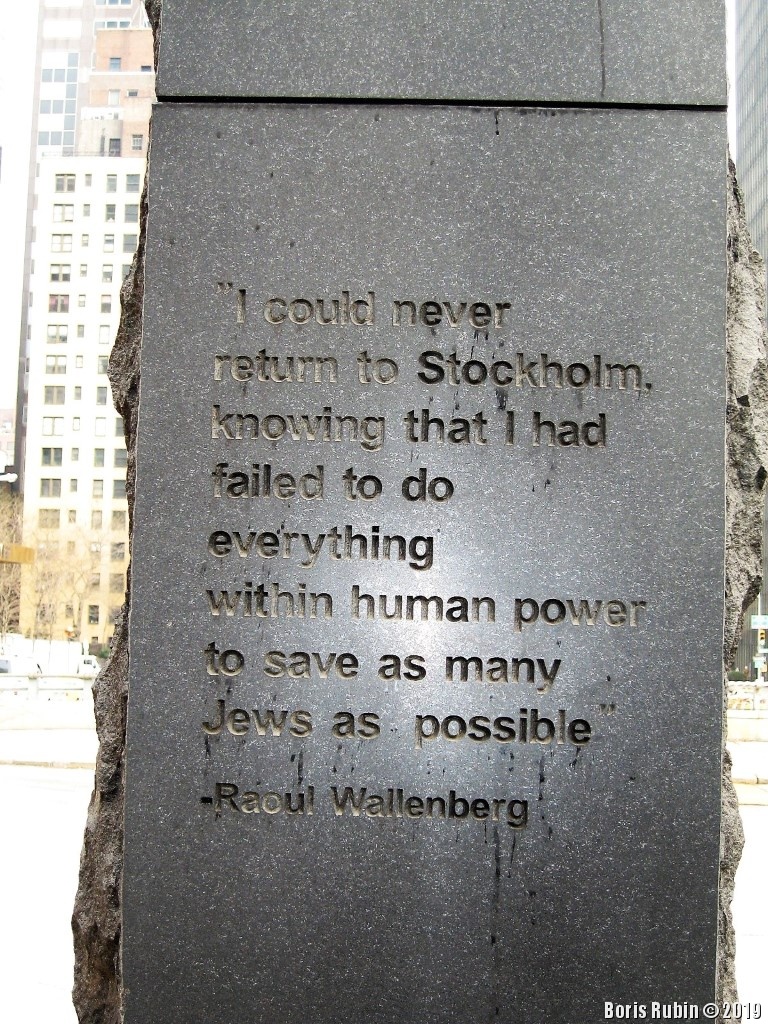 "I could never
return to Stockholm,
knowing that I had
failed to do
everything
within human power
to save as many
Jews as possible"
-Raoul Wallenberg
Boris Rubin © 2019